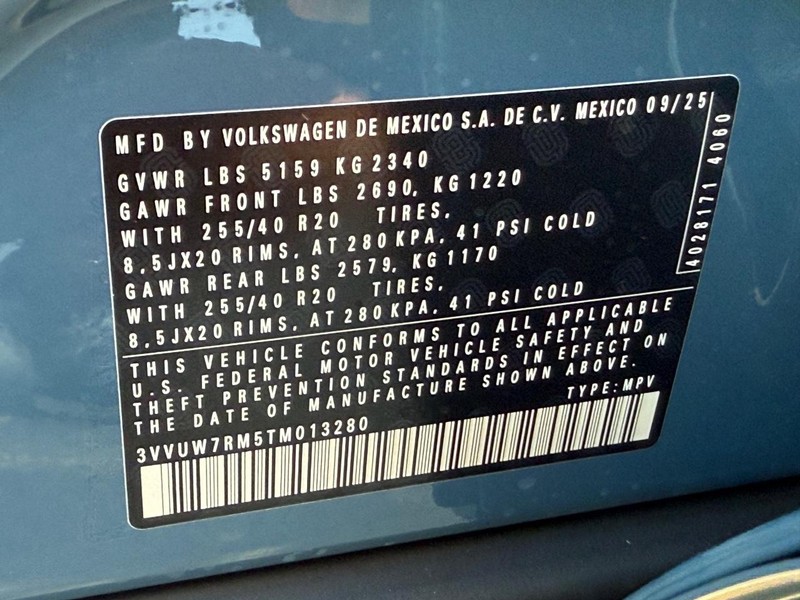 MFD BY VOLKSWAGEN DE MEXICO S.A. DE C.V. MEXICO 09/25
GVWR LBS 5159 KG 2340
GAWR FRONT LBS 2690, KG 1220
WITH 255/40 R20 TIRES,
8,5JX20 RIMS, AT 280 KPA, 41 PSI COLD
GAWR REAR LBS 2579, KG 1170
WITH 255/40 R20 TIRES,
8,5JX20 RIMS, AT 280 KPA, 41 PSI COLD
4028171 4060
THIS VEHICLE CONFORMS TO ALL APPLICABLE
U.S. FEDERAL MOTOR VEHICLE SAFETY AND
THEFT PREVENTION STANDARDS IN EFFECT ON
THE DATE OF MANUFACTURE SHOWN ABOVE.
TYPE:MPV
3VVUW7RM5TM013280